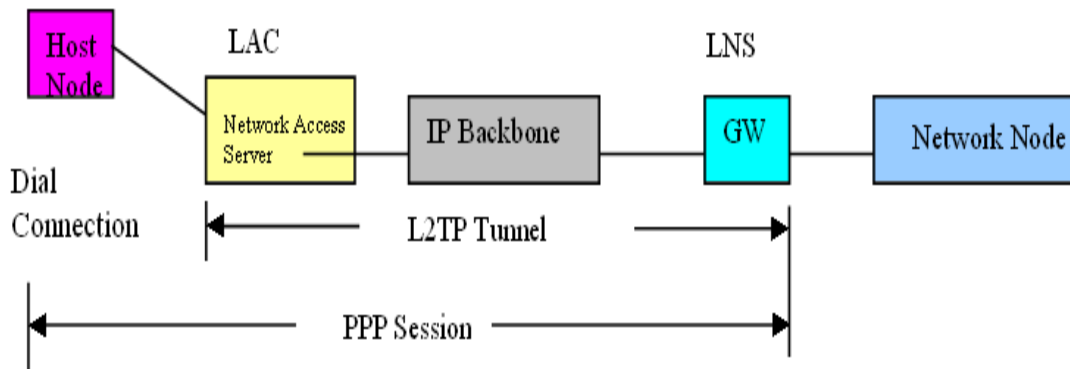 Host
Node
LAC
Network Access
Server
IP Backbone
LNS
GW
Network Node
Dial
Connection
L2TP Tunnel
PPP Session